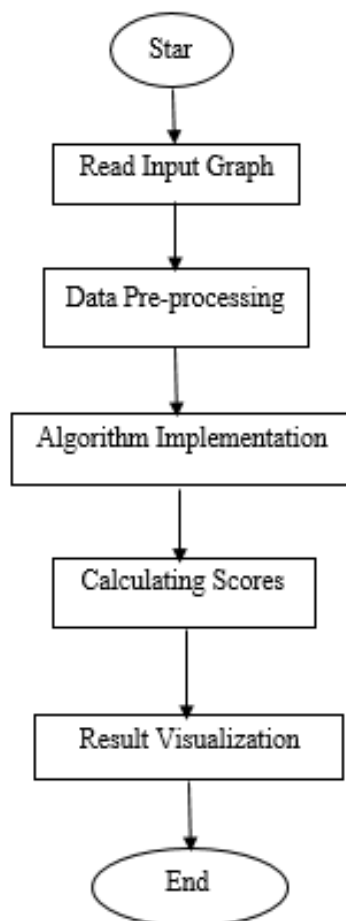 Star
Read Input Graph
Data Pre-processing
Algorithm Implementation
Calculating Scores
Result Visualization
End